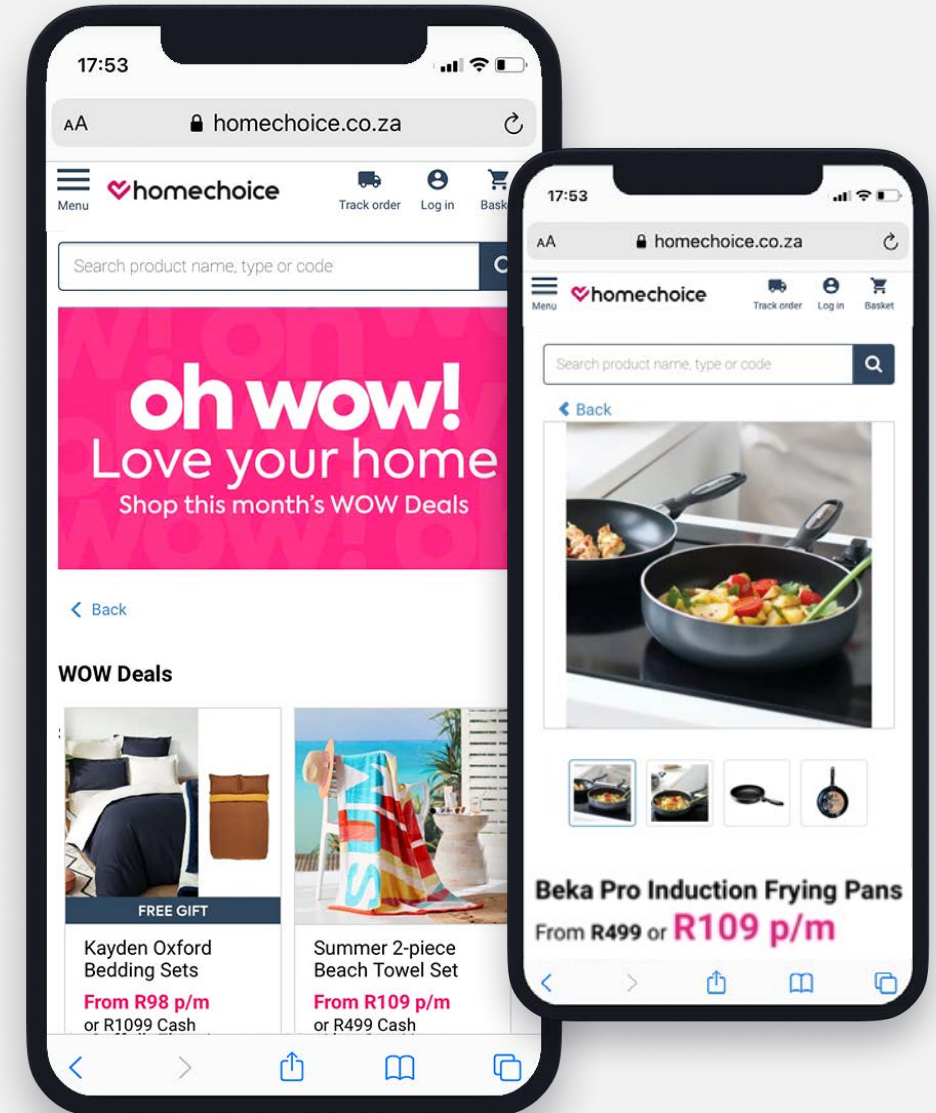 17:53
AA homechoice.co.za
Menu homechoice Track order Log in
Search product name, type or code
oh wow!
Love your home
Shop this month's WOW Deals
Back
WOW Deals
FREE GIFT
Kayden Oxford
Bedding Sets
From R98 p/m
or R1099 Cash
SUM
Summer 2-piece
Beach Towel Set
From R109 p/m
or R499 Cash
17:53
AA homechoice.co.za
Menu homechoice Track order Log in Basket
Search product name, type or code
Back
Beka Pro Induction Frying Pans
From R499 or R109 p/m